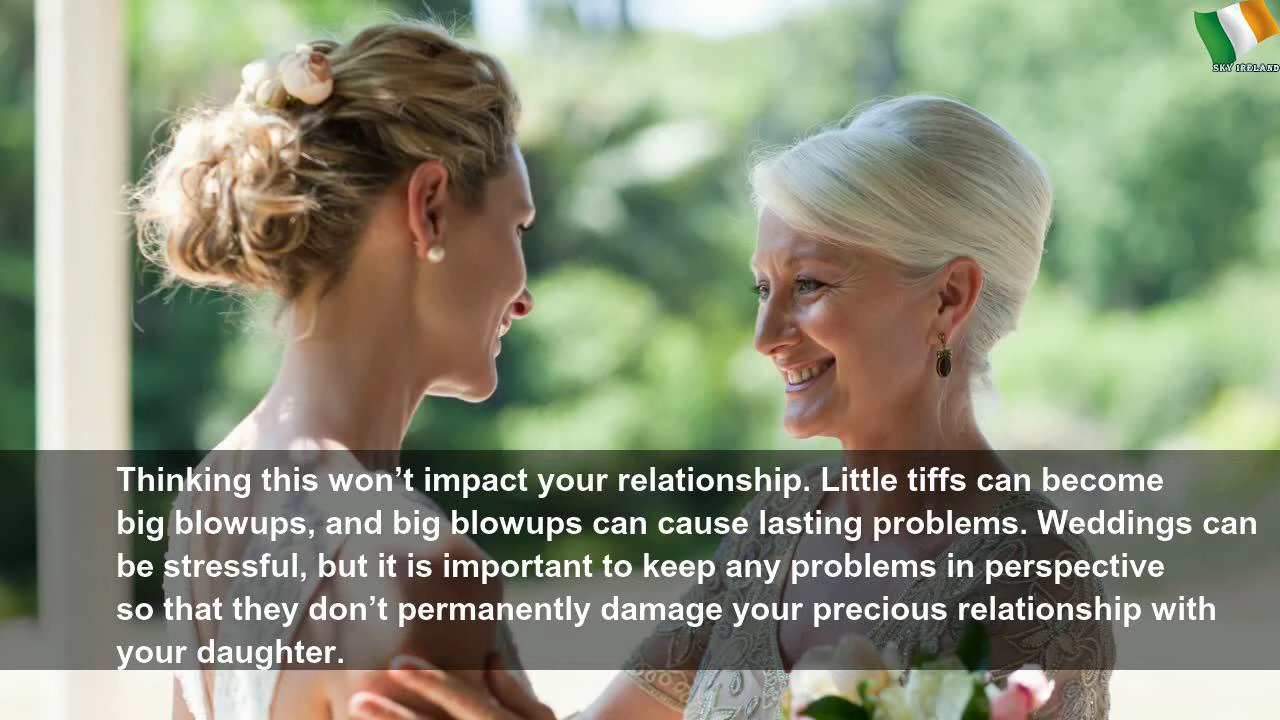 SKY IRELAND
Thinking this won’t impact your relationship. Little tiffs can become
big blowups, and big blowups can cause lasting problems. Weddings can
be stressful, but it is important to keep any problems in perspective
so that they don’t permanently damage your precious relationship with
your daughter.